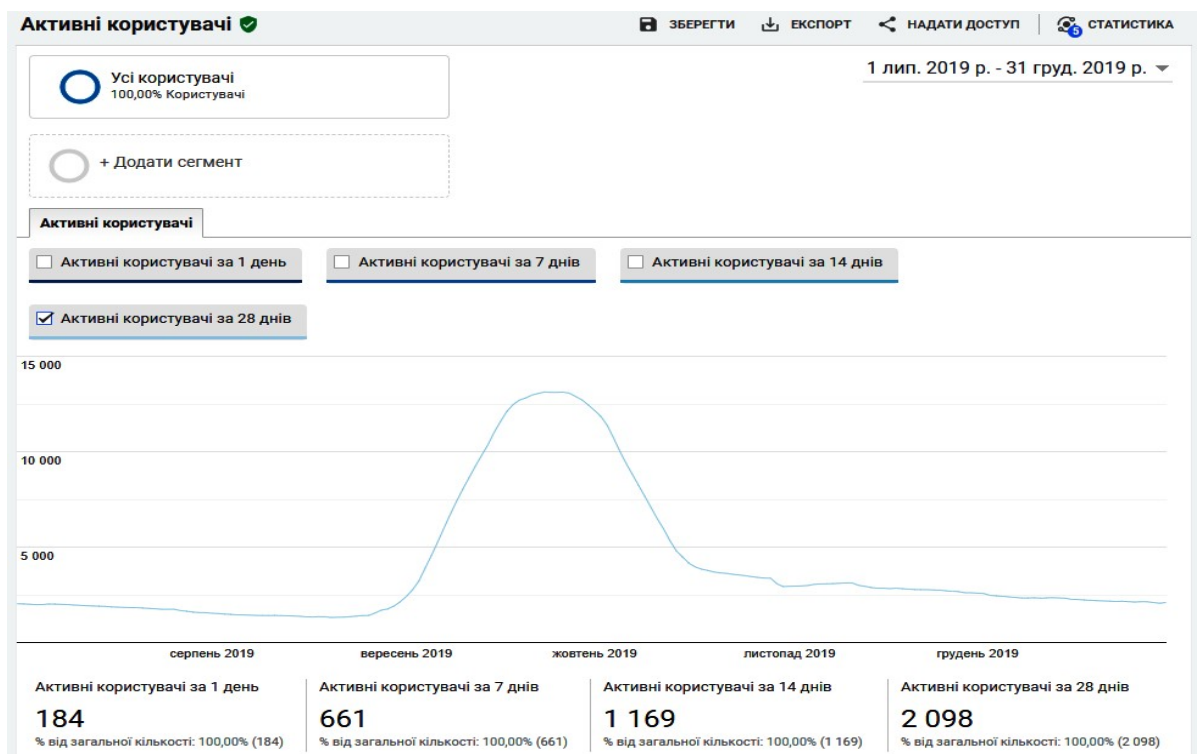 Активні користувачі
ЗБЕРЕГТИ
ЕКСПОРТ
НАДАТИ ДОСТУП
5
СТАТИСТИКА
Усі користувачі
100,00% Користувачі
1 лип. 2019 р. - 31 груд. 2019 р.
+ Додати сегмент
Активні користувачі
Активні користувачі за 1 день
Активні користувачі за 7 днів
Активні користувачі за 14 днів
Активні користувачі за 28 днів
15 000
10 000
5 000
серпень 2019
вересень 2019
жовтень 2019
листопад 2019
грудень 2019
Активні користувачі за 1 день
184
% від загальної кількості: 100,00% (184)
Активні користувачі за 7 днів
661
% від загальної кількості: 100,00% (661)
Активні користувачі за 14 днів
1 169
% від загальної кількості: 100,00% (1 169)
Активні користувачі за 28 днів
2 098
% від загальної кількості: 100,00% (2 098)